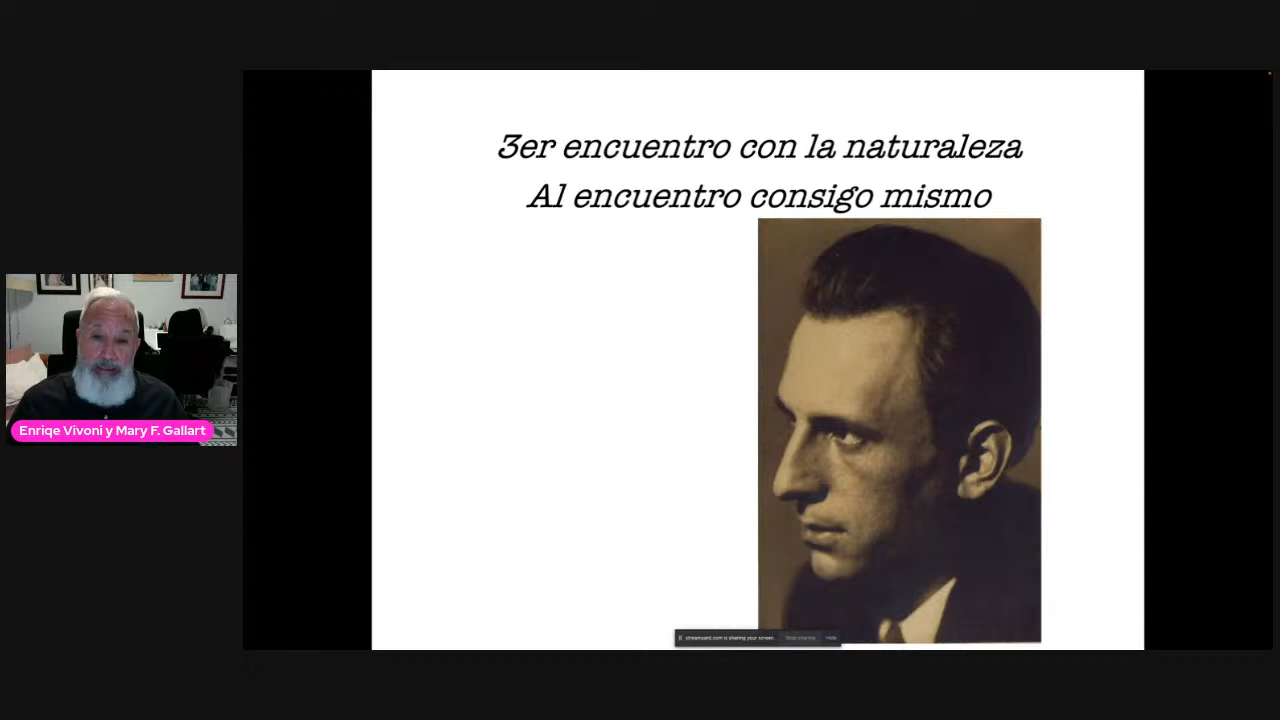 3er encuentro con la naturaleza
Al encuentro consigo mismo
Enriqe Vivoni y Mary F. Gallart
streamyard.com is sharing your screen.
Stop sharing
Hide